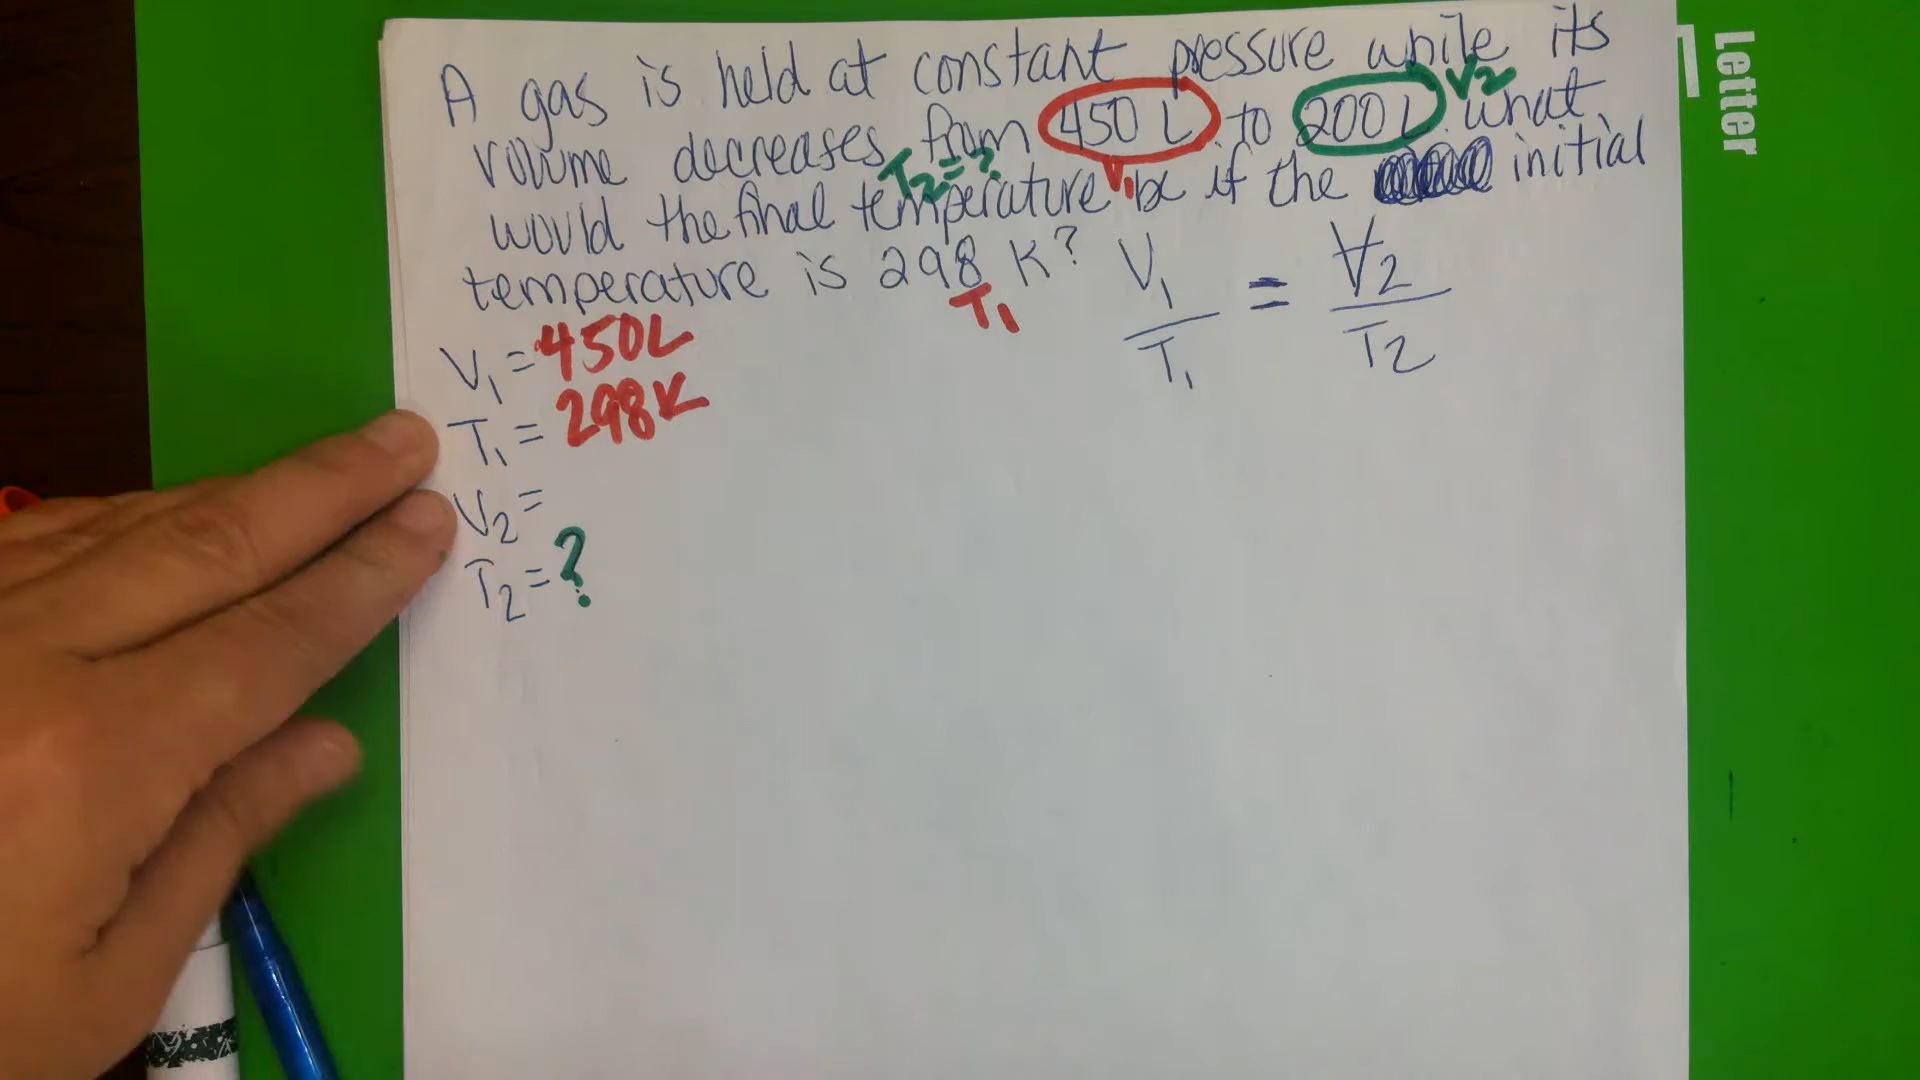 A gas is held at constant pressure while its
volume decreases from 450 L to 200 L. what
V2
T2=?
V1
would the final temperature be if the initial
temperature is 298 K?
T1
V1 = 450L
T1 = 298K
V2 =
T2 = ?
V1 = V2
T1 T2
Letter